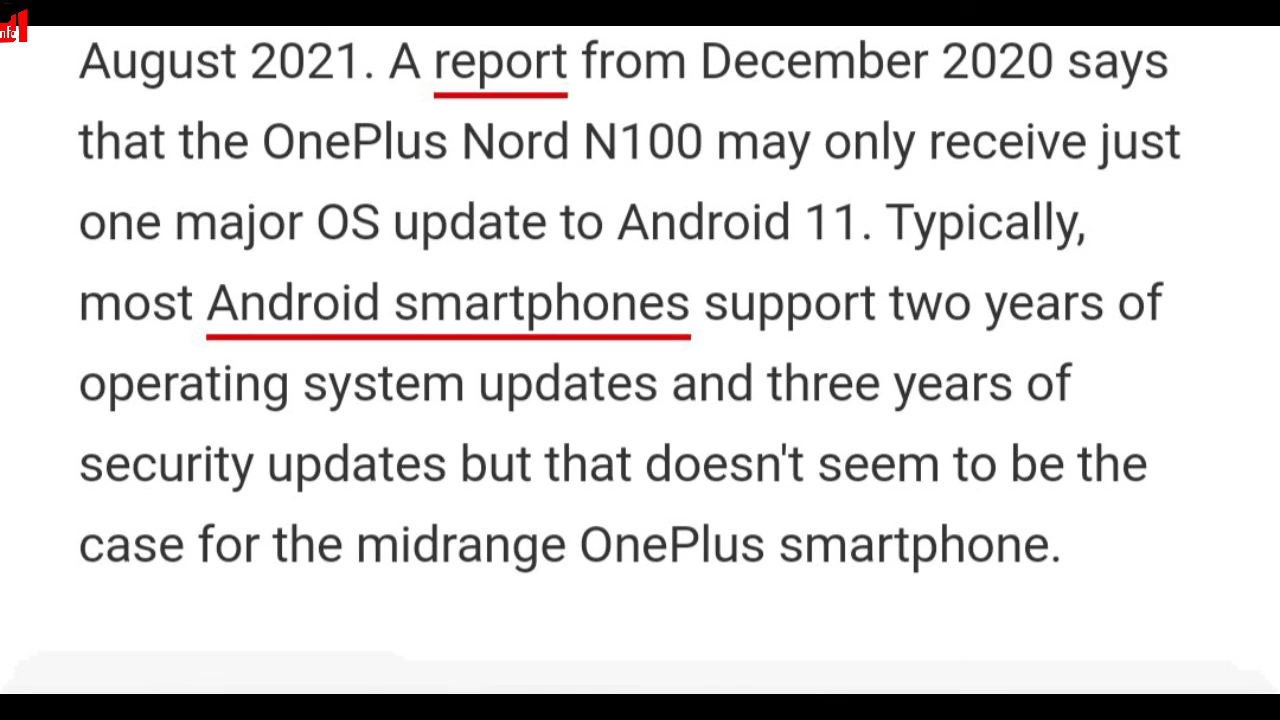 nfo
August 2021. A report from December 2020 says
that the OnePlus Nord N100 may only receive just
one major OS update to Android 11. Typically,
most Android smartphones support two years of
operating system updates and three years of
security updates but that doesn't seem to be the
case for the midrange OnePlus smartphone.